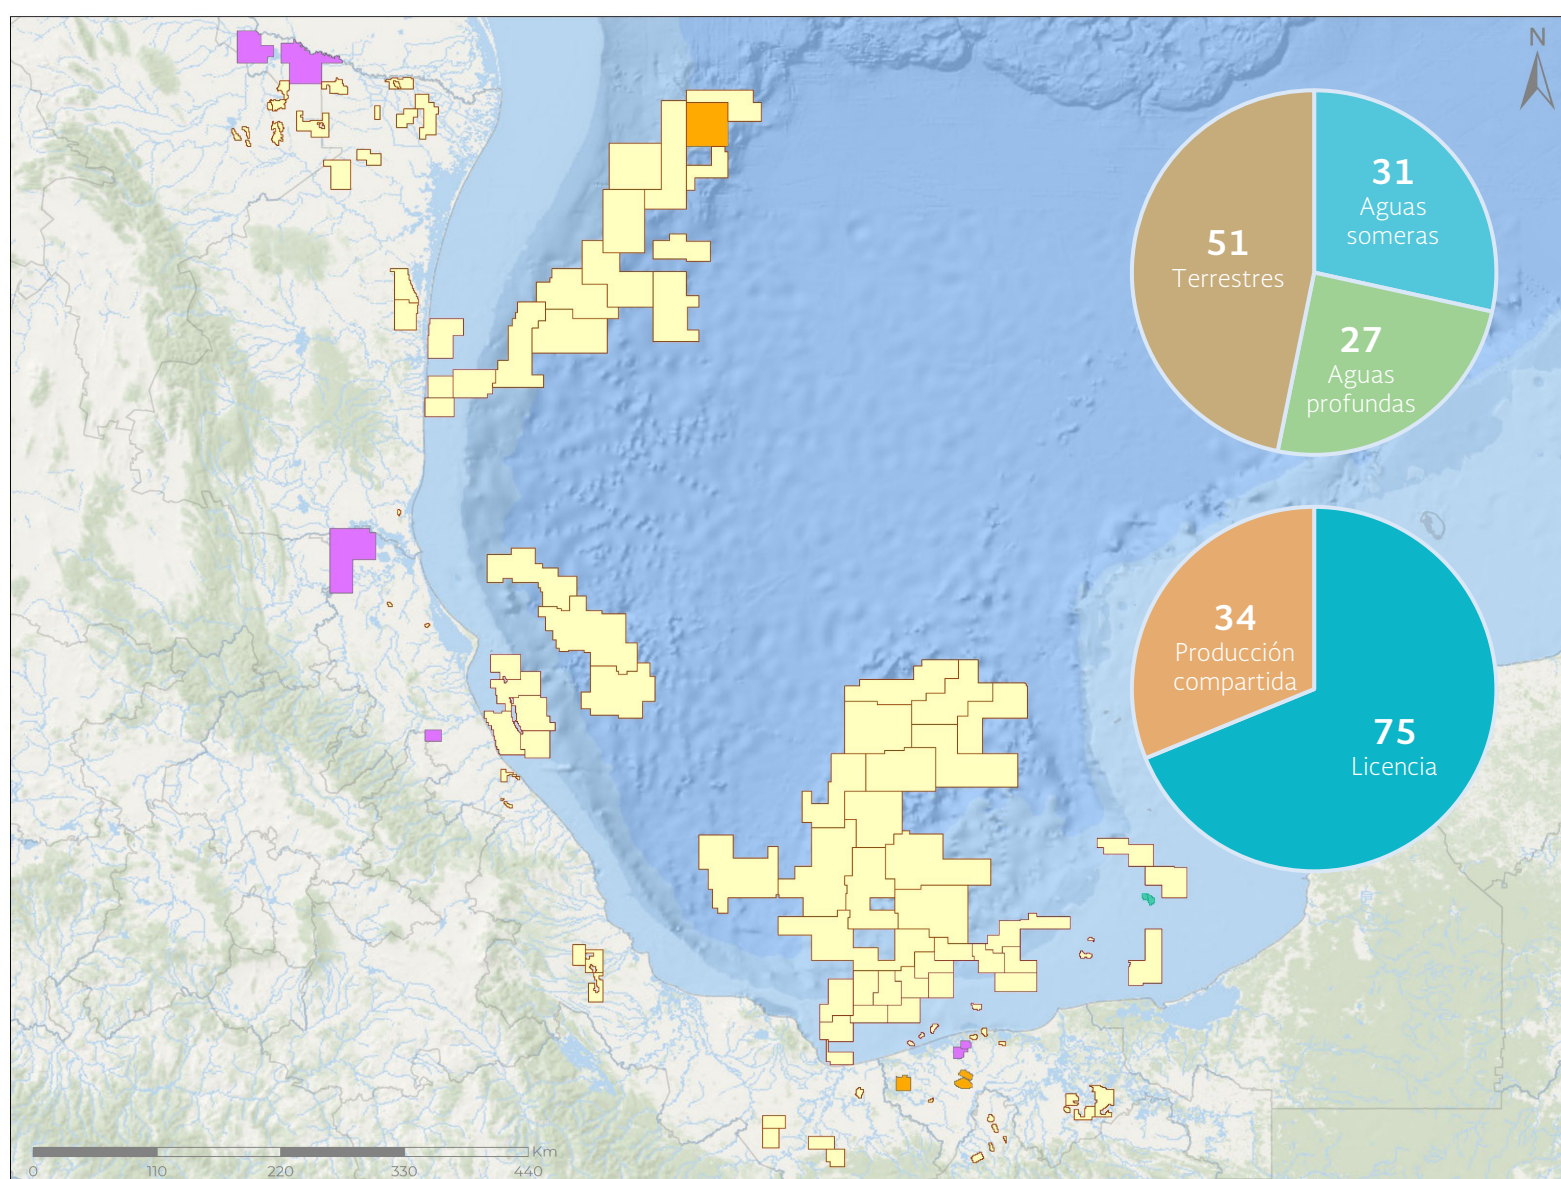 N
31
Aguas
someras
51
Terrestres
27
Aguas
profundas
34
Producción
compartida
75
Licencia
Km
0 110 220 330 440